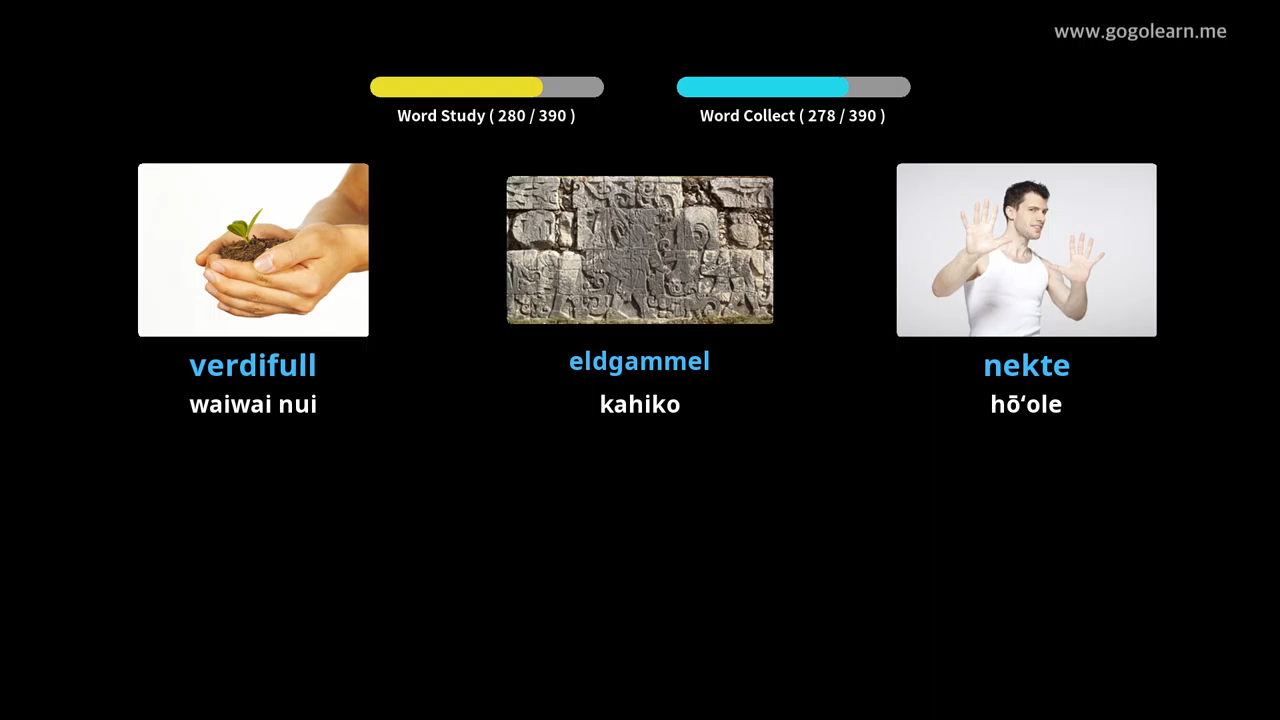 www.gogolearn.me
Word Study ( 280 / 390 )
Word Collect ( 278 / 390 )
verdifull
eldgammel
nekte
waiwai nui
kahiko
hōʻole